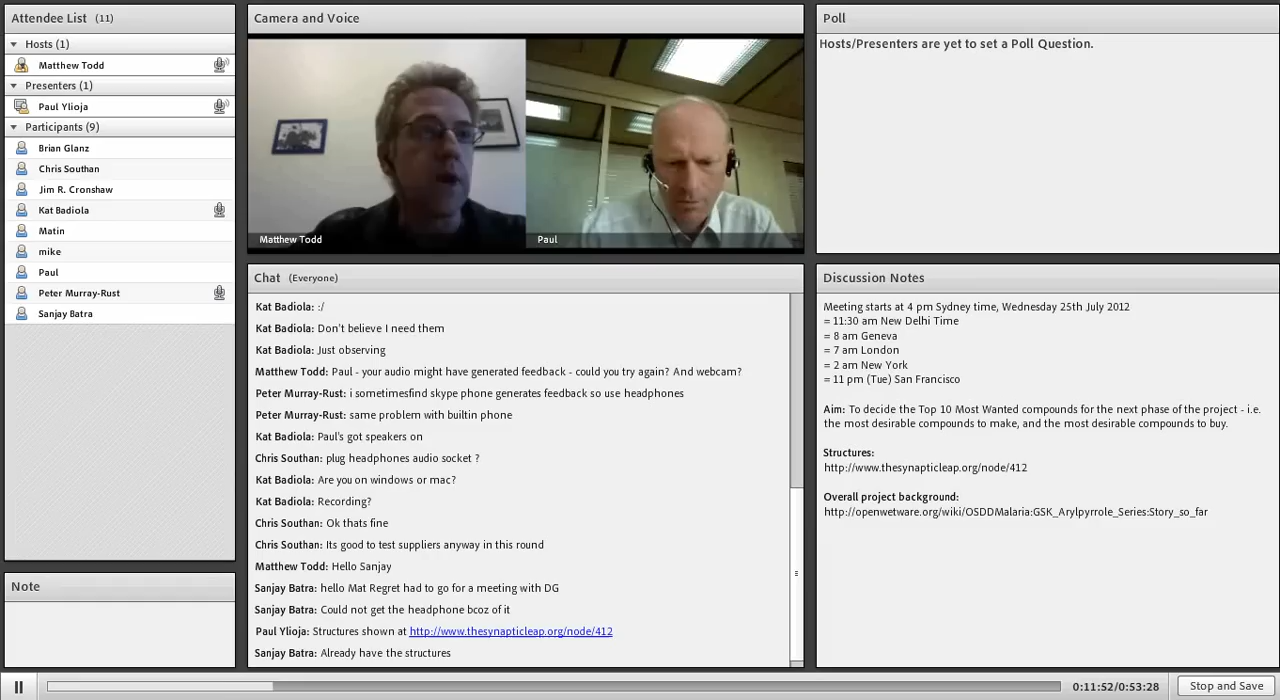 Attendee List (11)
Hosts (1)
Matthew Todd
Presenters (1)
Paul Ylioja
Participants (9)
Brian Glanz
Chris Southan
Jim R. Cronshaw
Kat Badiola
Matin
mike
Paul
Peter Murray-Rust
Sanjay Batra
Note
Camera and Voice
Matthew Todd
Paul
Chat (Everyone)
Kat Badiola: :/
Kat Badiola: Don't believe I need them
Kat Badiola: Just observing
Matthew Todd: Paul - your audio might have generated feedback - could you try again? And webcam?
Peter Murray-Rust: i sometimesfind skype phone generates feedback so use headphones
Peter Murray-Rust: same problem with builtin phone
Kat Badiola: Paul's got speakers on
Chris Southan: plug headphones audio socket ?
Kat Badiola: Are you on windows or mac?
Kat Badiola: Recording?
Chris Southan: Ok thats fine
Chris Southan: Its good to test suppliers anyway in this round
Matthew Todd: Hello Sanjay
Sanjay Batra: hello Mat Regret had to go for a meeting with DG
Sanjay Batra: Could not get the headphone bcoz of it
Paul Ylioja: Structures shown at http://www.thesynapticleap.org/node/412
Sanjay Batra: Already have the structures
Poll
Hosts/Presenters are yet to set a Poll Question.
Discussion Notes
Meeting starts at 4 pm Sydney time, Wednesday 25th July 2012
= 11:30 am New Delhi Time
= 8 am Geneva
= 7 am London
= 2 am New York
= 11 pm (Tue) San Francisco
Aim: To decide the Top 10 Most Wanted compounds for the next phase of the project - i.e.
the most desirable compounds to make, and the most desirable compounds to buy.
Structures:
http://www.thesynapticleap.org/node/412
Overall project background:
http://openwetware.org/wiki/OSDDMalaria:GSK_Arylpyrrole_Series:Story_so_far
0:11:52/0:53:28
Stop and Save